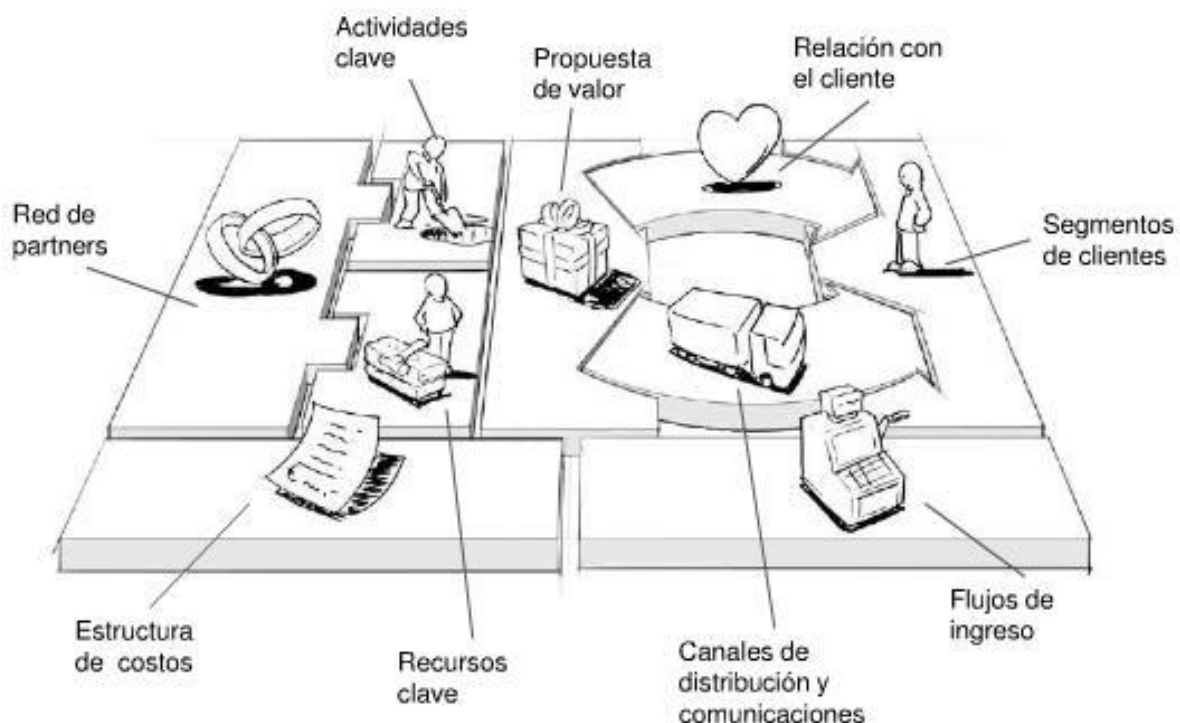 Actividades
clave
Propuesta
de valor
Relación con
el cliente
Red de
partners
Segmentos
de clientes
Estructura
de costos
Recursos
clave
Canales de
distribución y
comunicaciones
Flujos de
ingreso